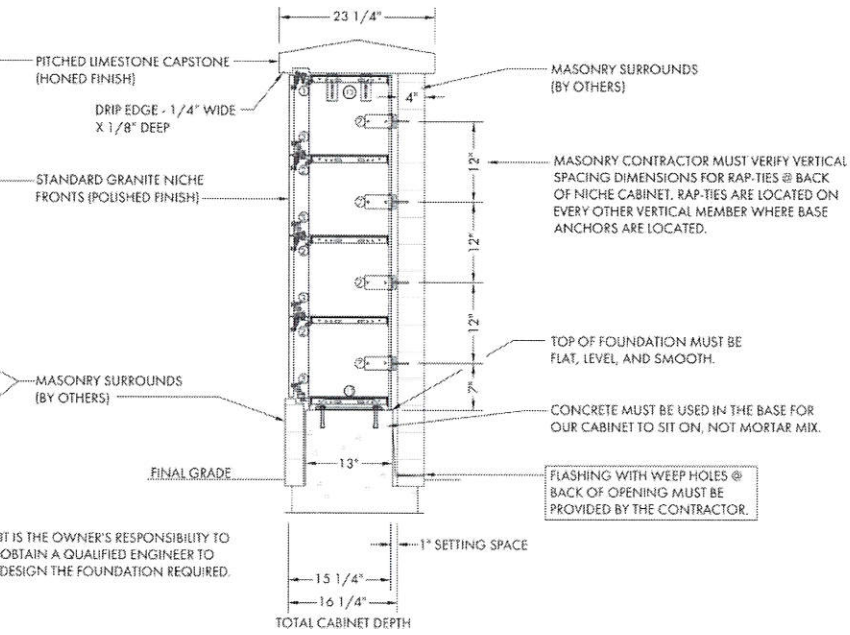 23 1/4"
PITCHED LIMESTONE CAPSTONE
(HONED FINISH)
DRIP EDGE - 1/4" WIDE
X 1/8" DEEP
STANDARD GRANITE NICHE
FRONTS (POLISHED FINISH)
MASONRY SURROUNDS
(BY OTHERS)
FINAL GRADE
IT IS THE OWNER'S RESPONSIBILITY TO
OBTAIN A QUALIFIED ENGINEER TO
DESIGN THE FOUNDATION REQUIRED.
4"
12"
12"
12"
7"
13"
MASONRY SURROUNDS
(BY OTHERS)
MASONRY CONTRACTOR MUST VERIFY VERTICAL
SPACING DIMENSIONS FOR RAP-TIES @ BACK
OF NICHE CABINET. RAP-TIES ARE LOCATED ON
EVERY OTHER VERTICAL MEMBER WHERE BASE
ANCHORS ARE LOCATED.
TOP OF FOUNDATION MUST BE
FLAT, LEVEL, AND SMOOTH.
CONCRETE MUST BE USED IN THE BASE FOR
OUR CABINET TO SIT ON, NOT MORTAR MIX.
FLASHING WITH WEEP HOLES @
BACK OF OPENING MUST BE
PROVIDED BY THE CONTRACTOR.
1" SETTING SPACE
15 1/4"
16 1/4"
TOTAL CABINET DEPTH